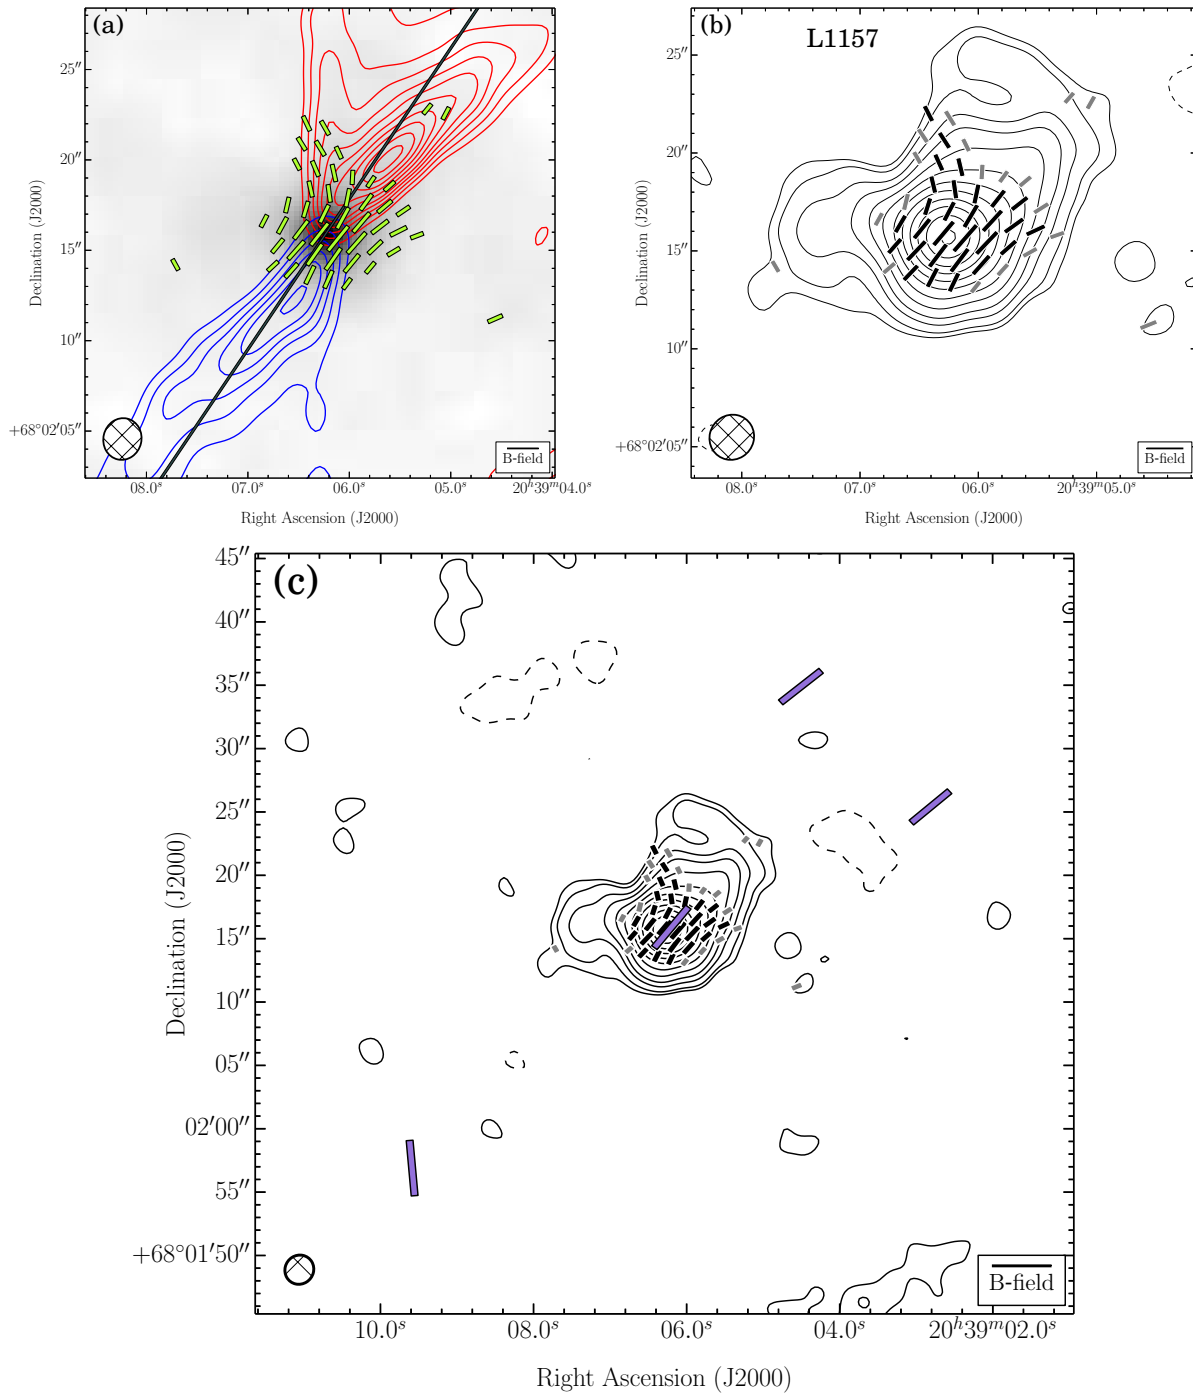 (a)
25″
20″
15″
10″
+68°02′05″
Declination (J2000)
B-field
08.0ˢ 07.0ˢ 06.0ˢ 05.0ˢ 20ʰ39ᵐ04.0ˢ
Right Ascension (J2000)
(b) L1157
25″
20″
15″
10″
+68°02′05″
Declination (J2000)
B-field
08.0ˢ 07.0ˢ 06.0ˢ 20ʰ39ᵐ05.0ˢ
Right Ascension (J2000)
(c)
45″
40″
35″
30″
25″
20″
15″
10″
05″
02′00″
55″
+68°01′50″
Declination (J2000)
B-field
10.0ˢ 08.0ˢ 06.0ˢ 04.0ˢ 20ʰ39ᵐ02.0ˢ
Right Ascension (J2000)